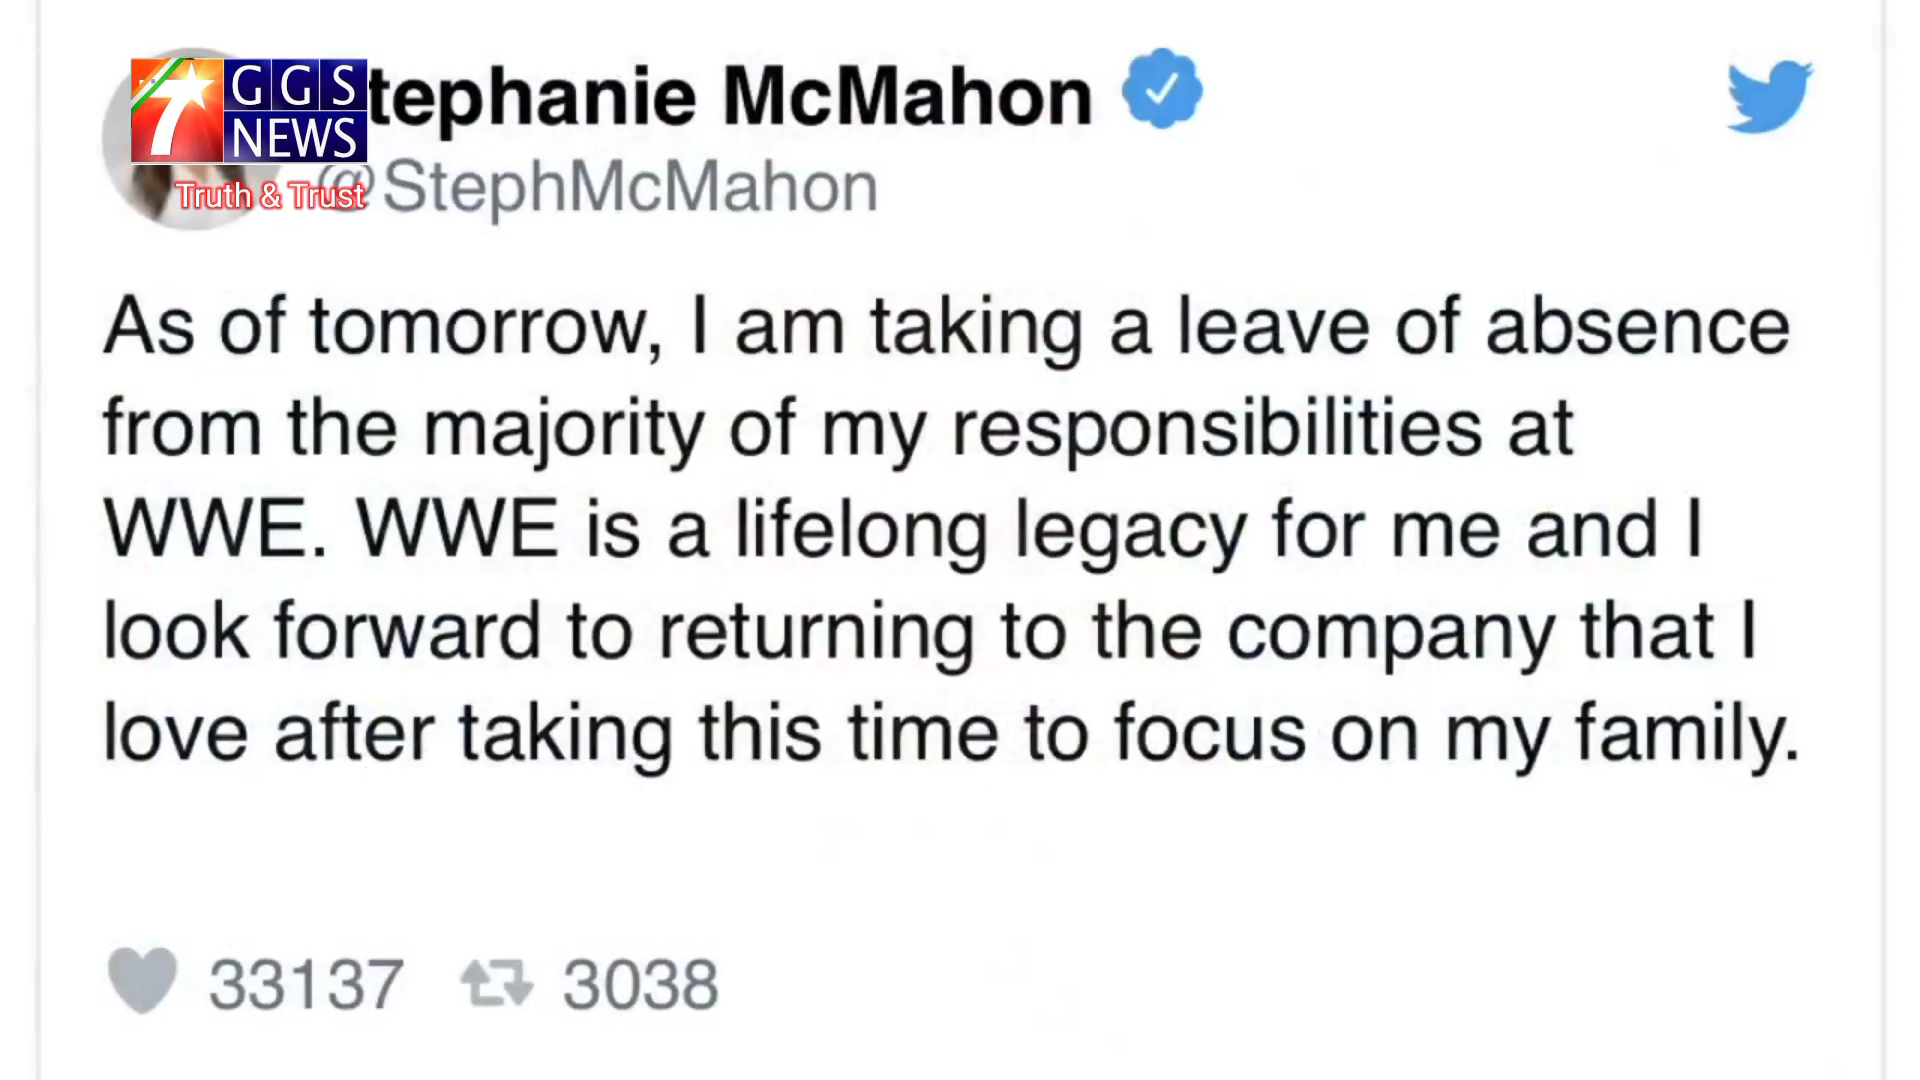 GGS
NEWS
Truth & Trust
tephanie McMahon
@StephMcMahon
As of tomorrow, I am taking a leave of absence
from the majority of my responsibilities at
WWE. WWE is a lifelong legacy for me and I
look forward to returning to the company that I
love after taking this time to focus on my family.
33137 3038